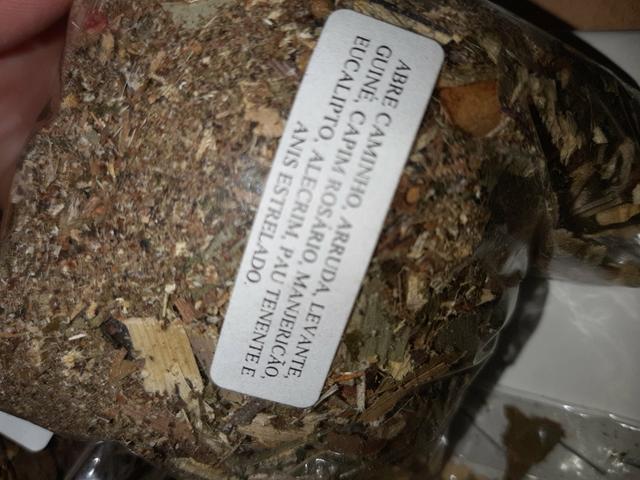 ABRE CAMINHO, ARRUDA, LEVANTE,
GUINÉ, CAPIM ROSÁRIO, MANJERICÃO,
EUCALIPTO, ALECRIM, PAU TENENTE E
ANIS ESTRELADO.